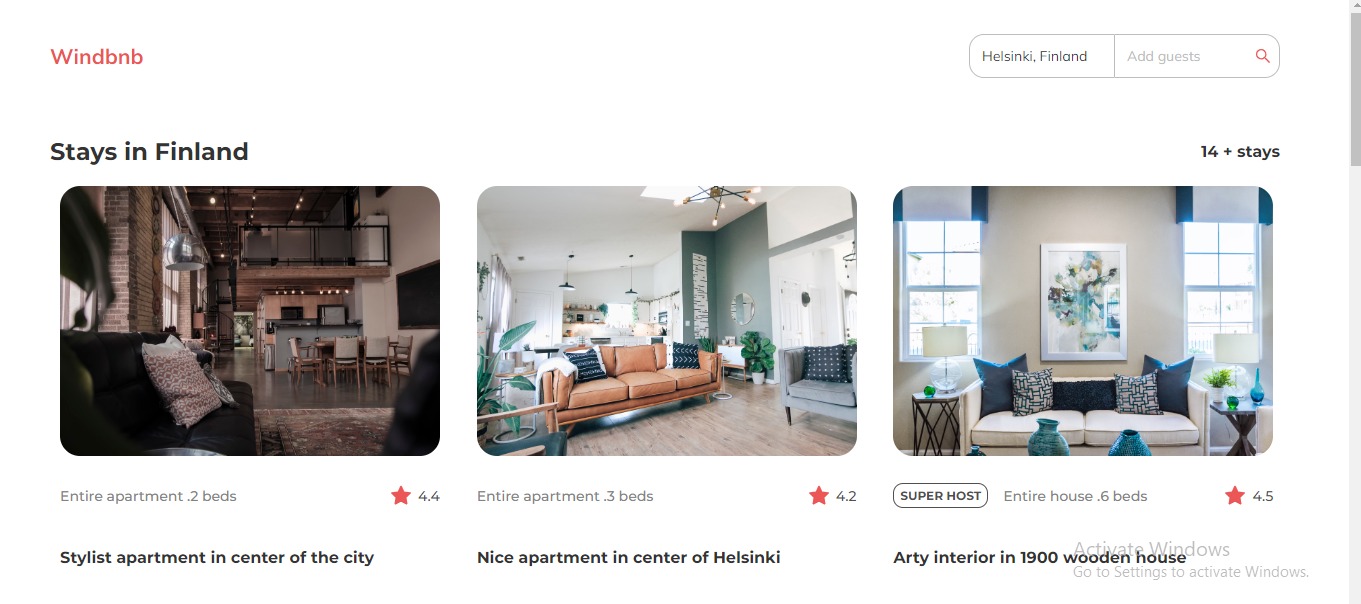 Windbnb
Helsinki, Finland
Add guests
Stays in Finland
14 + stays
Entire apartment .2 beds
4.4
Entire apartment .3 beds
4.2
SUPER HOST
Entire house .6 beds
4.5
Stylist apartment in center of the city
Nice apartment in center of Helsinki
Arty interior in 1900 wooden house
Activate Windows
Go to Settings to activate Windows.